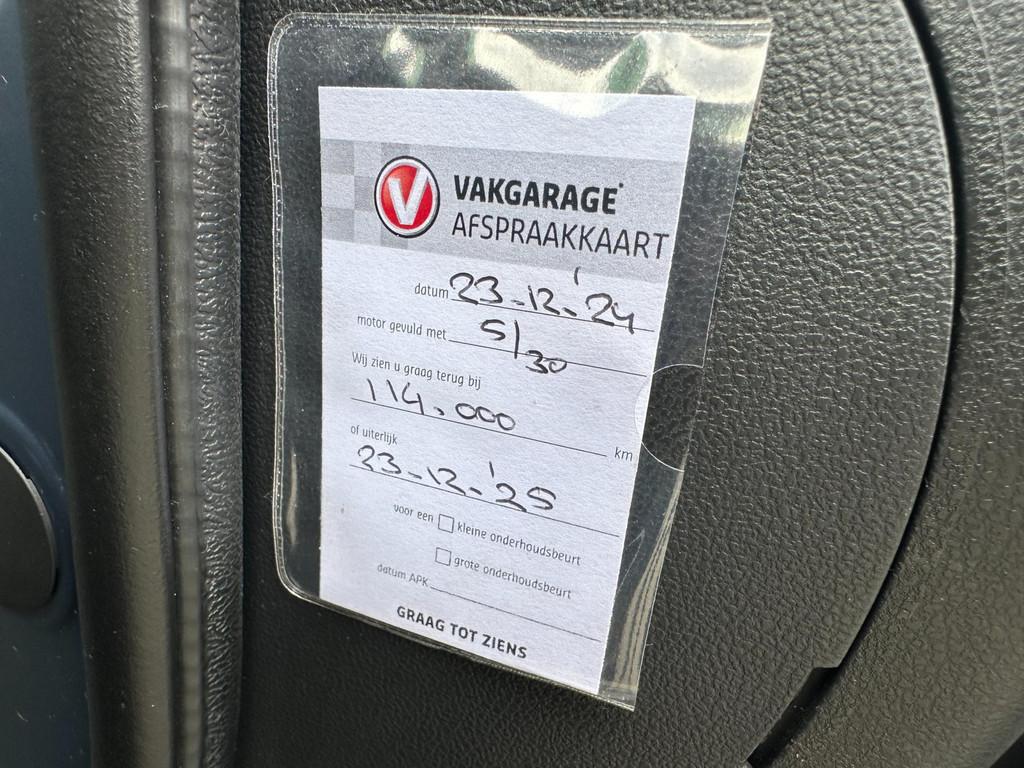 V VAKGARAGE
AFSPRAAKKAART
datum 23-12-'24
motor gevuld met 5/30
Wij zien u graag terug bij
114.000 km
of uiterlijk
23-12-'25
voor een kleine onderhoudsbeurt
grote onderhoudsbeurt
datum APK
GRAAG TOT ZIENS